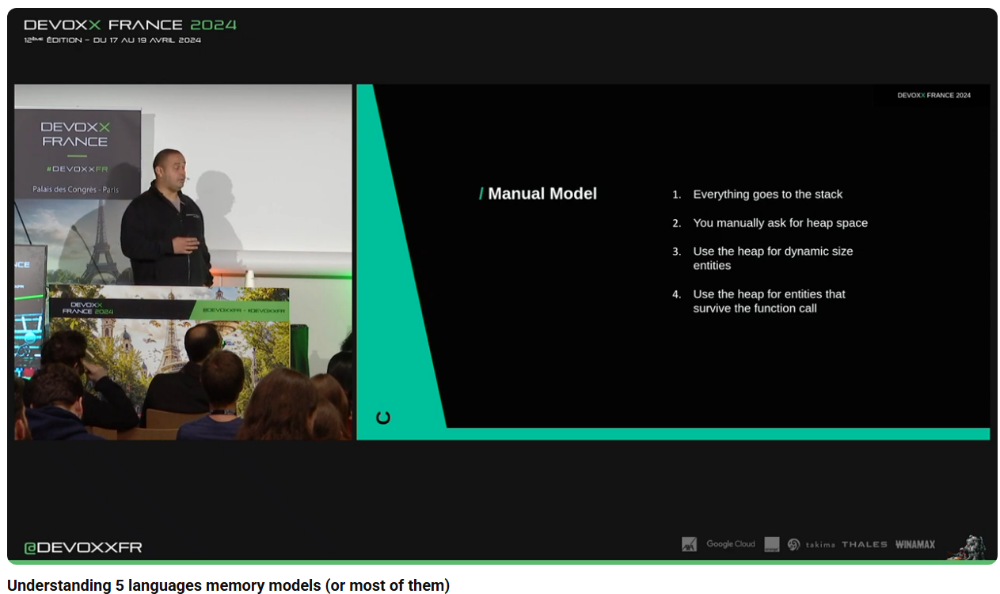 DEVOXX FRANCE 2024
12ÈME ÉDITION – DU 17 AU 19 AVRIL 2024
DEVOXX
FRANCE
#DEVOXXFR
Palais des Congrès - Paris
NCE
DEVOXX
FRANCE 2024
@DEVOXXFR - #DEVOXXFR
DEVOXX FRANCE 2024
/ Manual Model
1. Everything goes to the stack
2. You manually ask for heap space
3. Use the heap for dynamic size
entities
4. Use the heap for entities that
survive the function call
C
@DEVOXXFR
AXA Google Cloud takima THALES WINAMAX
Understanding 5 languages memory models (or most of them)